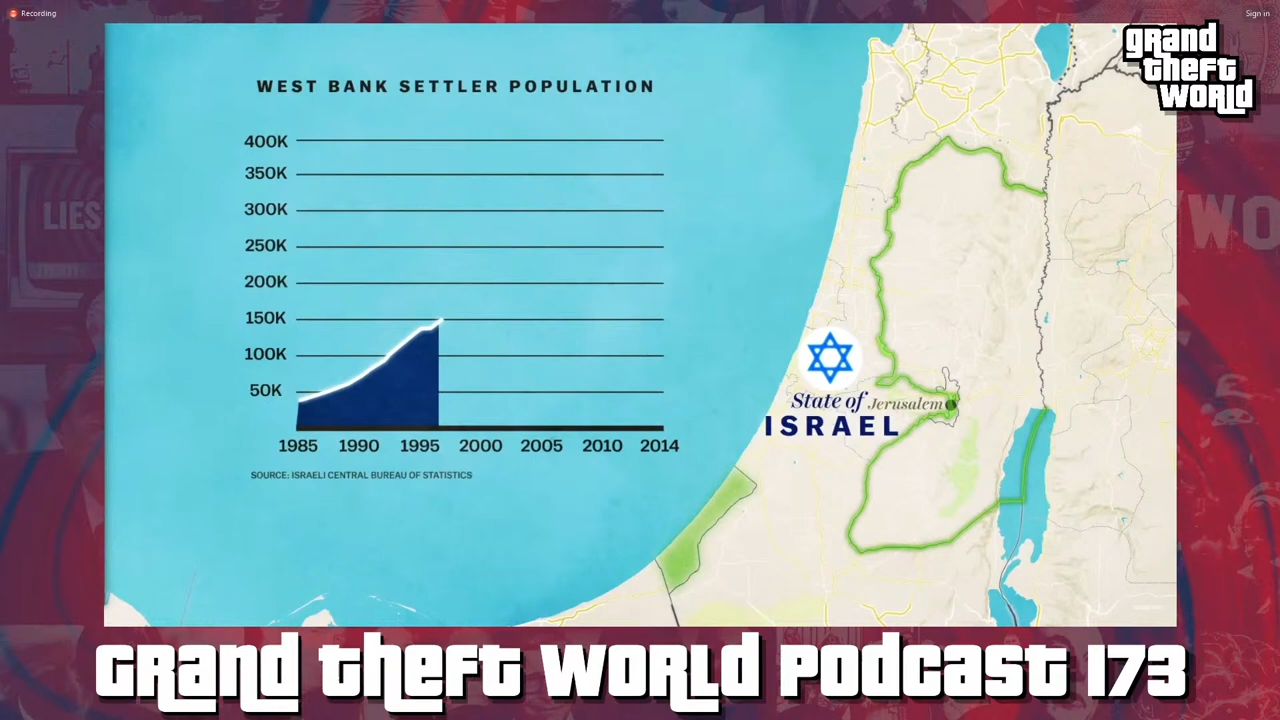 Recording
Sign in
grand
theft
WORLD
WEST BANK SETTLER POPULATION
400K
350K
300K
250K
200K
150K
100K
50K
1985 1990 1995 2000 2005 2010 2014
SOURCE: ISRAELI CENTRAL BUREAU OF STATISTICS
State of Jerusalem
ISRAEL
LIES
WO
Grand theft WORLD PODCAST 173